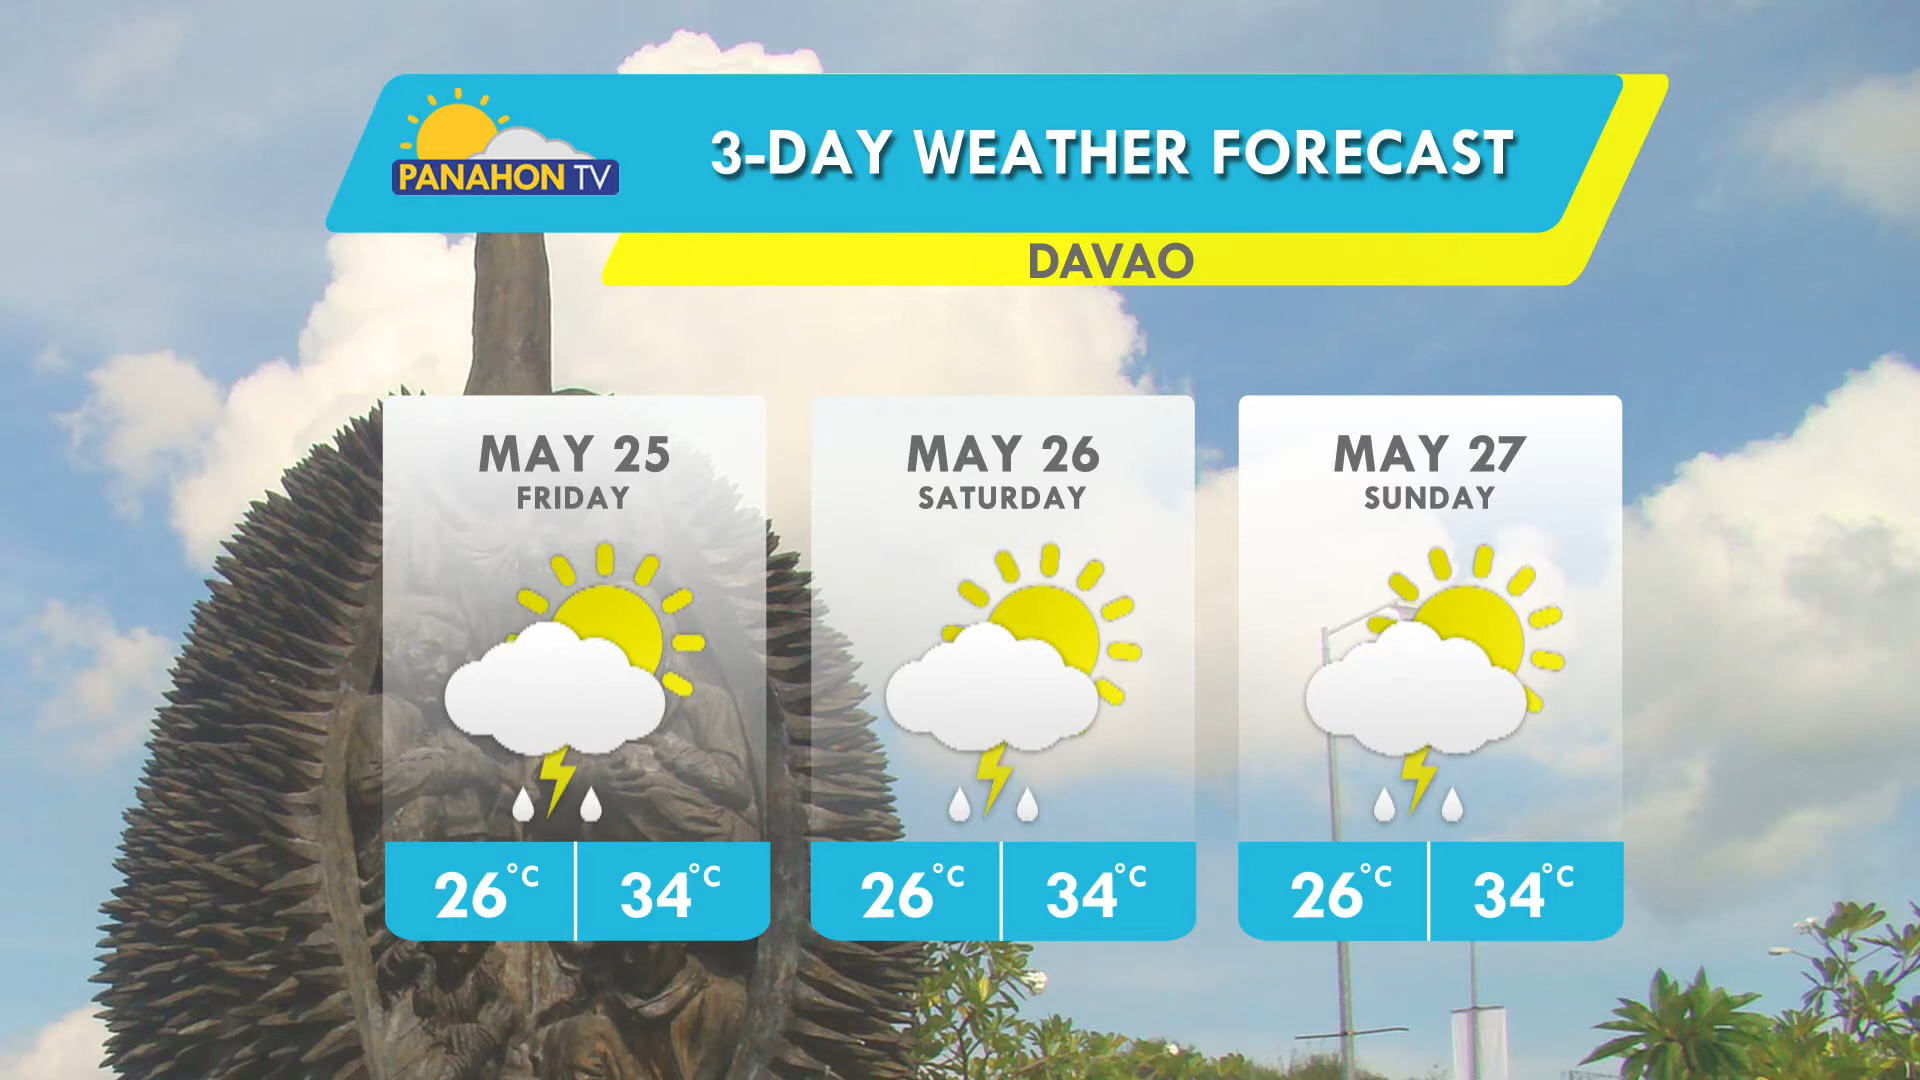 PANAHON TV
3-DAY WEATHER FORECAST
DAVAO
MAY 25
FRIDAY
26°C
34°C
MAY 26
SATURDAY
26°C
34°C
MAY 27
SUNDAY
26°C
34°C